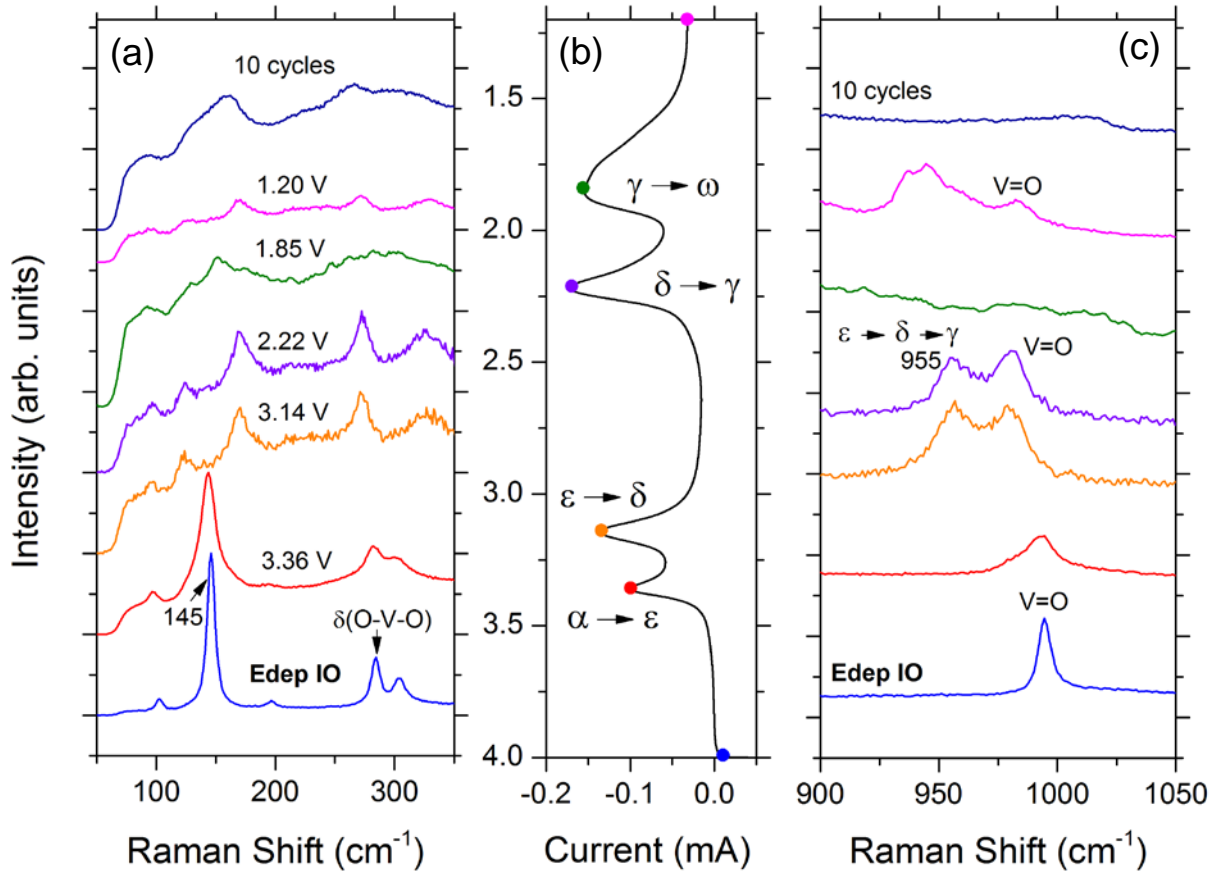 Intensity (arb. units)
(a)
10 cycles
1.20 V
1.85 V
2.22 V
3.14 V
3.36 V
145
δ(O-V-O)
Edep IO
100 200 300
Raman Shift (cm⁻¹)
(b)
1.5
2.0
2.5
3.0
3.5
4.0
γ → ω
δ → γ
ε → δ
α → ε
-0.2 -0.1 0.0
Current (mA)
(c)
10 cycles
V=O
ε → δ → γ
955
V=O
V=O
Edep IO
900 950 1000 1050
Raman Shift (cm⁻¹)